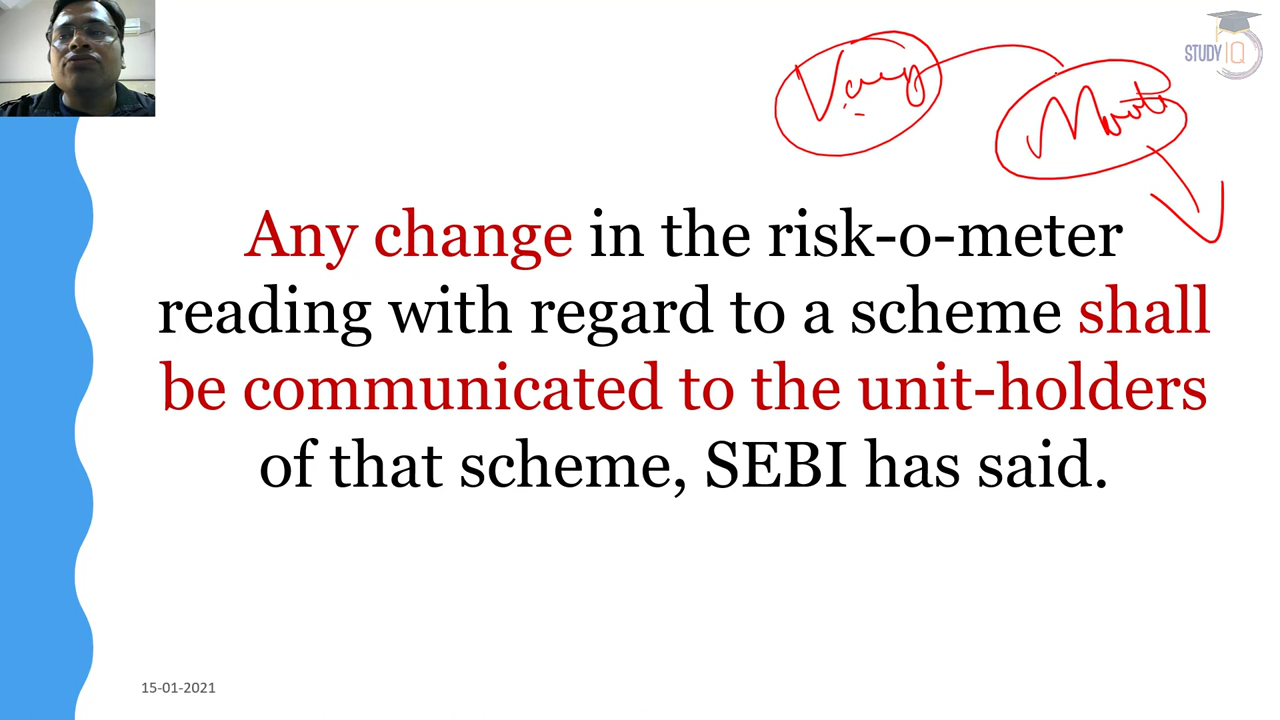 STUDY IQ
Any change in the risk-o-meter
reading with regard to a scheme shall
be communicated to the unit-holders
of that scheme, SEBI has said.
15-01-2021